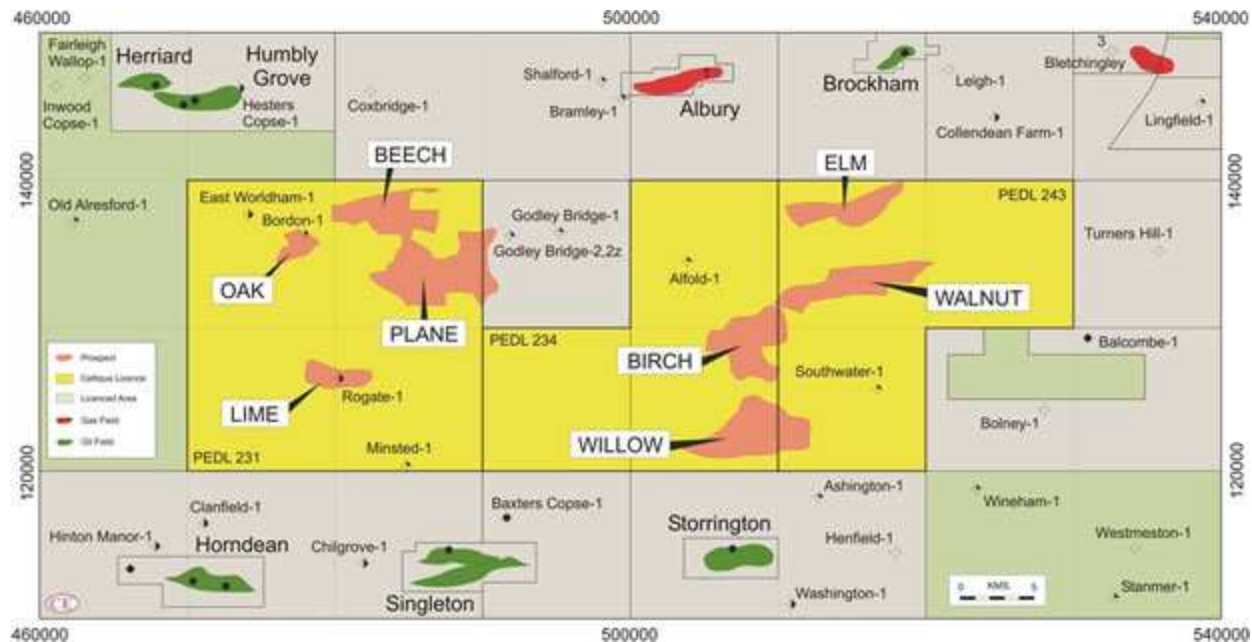 460000
500000
540000
Fairleigh
Wallop-1
Herriard
Humbly
Grove
Inwood
Copse-1
Hesters
Copse-1
Coxbridge-1
Shalford-1
Bramley-1
Albury
Brockham
Leigh-1
Collendean Farm-1
3
Bletchingley
Lingfield-1
140000
140000
BEECH
ELM
PEDL 243
Old Alresford-1
East Worldham-1
Bordon-1
Godley Bridge-1
Godley Bridge-2,2z
Alfold-1
Turners Hill-1
OAK
PLANE
WALNUT
PEDL 234
BIRCH
Balcombe-1
Southwater-1
Prospect
Celtique Licence
Licenced Area
Gas Field
Oil Field
LIME
Rogate-1
Bolney-1
WILLOW
Minsted-1
PEDL 231
120000
120000
Clanfield-1
Baxters Copse-1
Ashington-1
Wineham-1
Hinton Manor-1
Horndean
Chilgrove-1
Storrington
Henfield-1
Westmeston-1
Singleton
Washington-1
0 KMS 5
Stanmer-1
460000
500000
540000